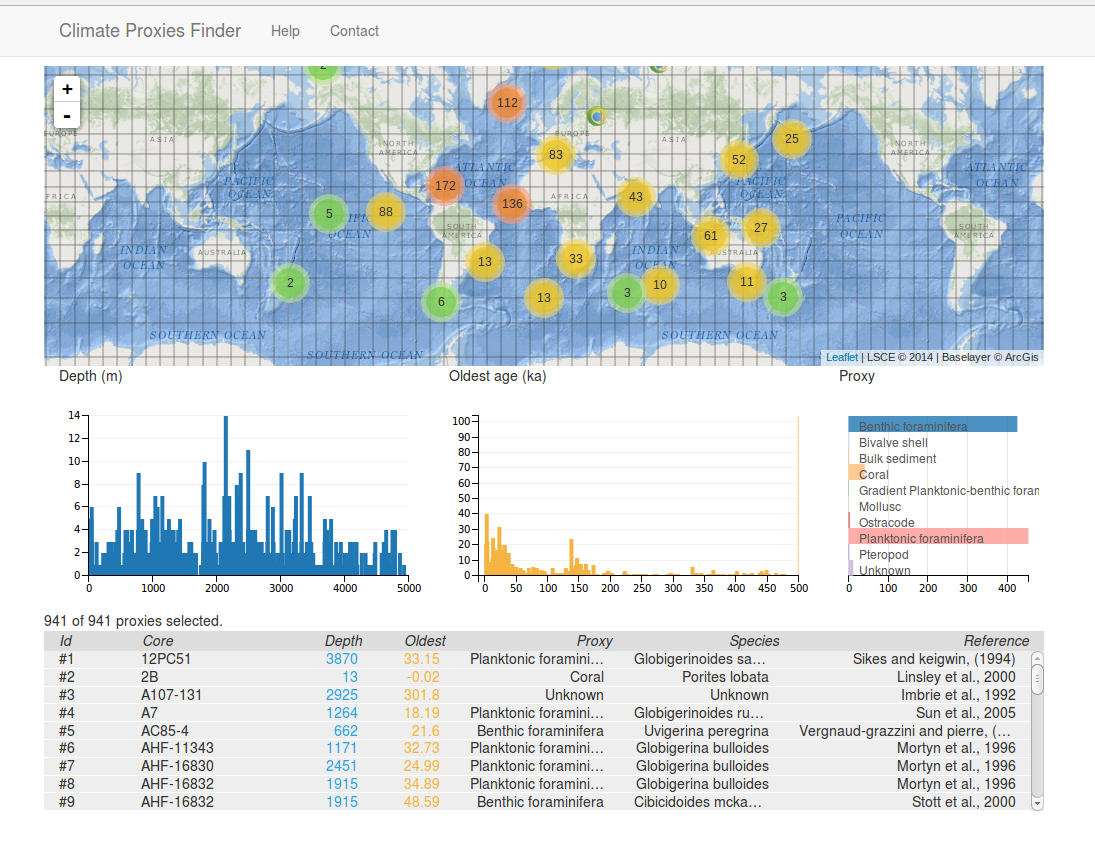 Climate Proxies Finder Help Contact
+
-
2
112
EUROPE
ASIA
NORTH AMERICA
83
EUROPE
52
25
NORTH AMERICA
ATLANTIC OCEAN
172
136
PACIFIC OCEAN
AFRICA
43
PACIFIC OCEAN
ATLANTIC OCEAN
5
88
OCEAN
SOUTH AMERICA
61
27
PACIFIC OCEAN
SOUTH AMERICA
INDIAN OCEAN
AUSTRALIA
13
33
INDIAN OCEAN
AUSTRALIA
2
6
13
3
10
11
3
SOUTHERN OCEAN
SOUTHERN OCEAN
SOUTHERN OCEAN
Leaflet | LSCE © 2014 | Baselayer © ArcGis
Depth (m) Oldest age (ka) Proxy
14
12
10
8
6
4
2
0
0 1000 2000 3000 4000 5000
100
90
80
70
60
50
40
30
20
10
0
0 50 100 150 200 250 300 350 400 450 500
Benthic foraminifera
Bivalve shell
Bulk sediment
Coral
Gradient Planktonic-benthic foran
Mollusc
Ostracode
Planktonic foraminifera
Pteropod
Unknown
0 100 200 300 400
941 of 941 proxies selected.
Id Core Depth Oldest Proxy Species Reference
#1 12PC51 3870 33.15 Planktonic foramini… Globigerinoides sa… Sikes and keigwin, (1994)
#2 2B 13 -0.02 Coral Porites lobata Linsley et al., 2000
#3 A107-131 2925 301.8 Unknown Unknown Imbrie et al., 1992
#4 A7 1264 18.19 Planktonic foramini… Globigerinoides ru… Sun et al., 2005
#5 AC85-4 662 21.6 Benthic foraminifera Uvigerina peregrina Vergnaud-grazzini and pierre, (…
#6 AHF-11343 1171 32.73 Planktonic foramini… Globigerina bulloides Mortyn et al., 1996
#7 AHF-16830 2451 24.99 Planktonic foramini… Globigerina bulloides Mortyn et al., 1996
#8 AHF-16832 1915 34.89 Planktonic foramini… Globigerina bulloides Mortyn et al., 1996
#9 AHF-16832 1915 48.59 Benthic foraminifera Cibicidoides mcka… Stott et al., 2000